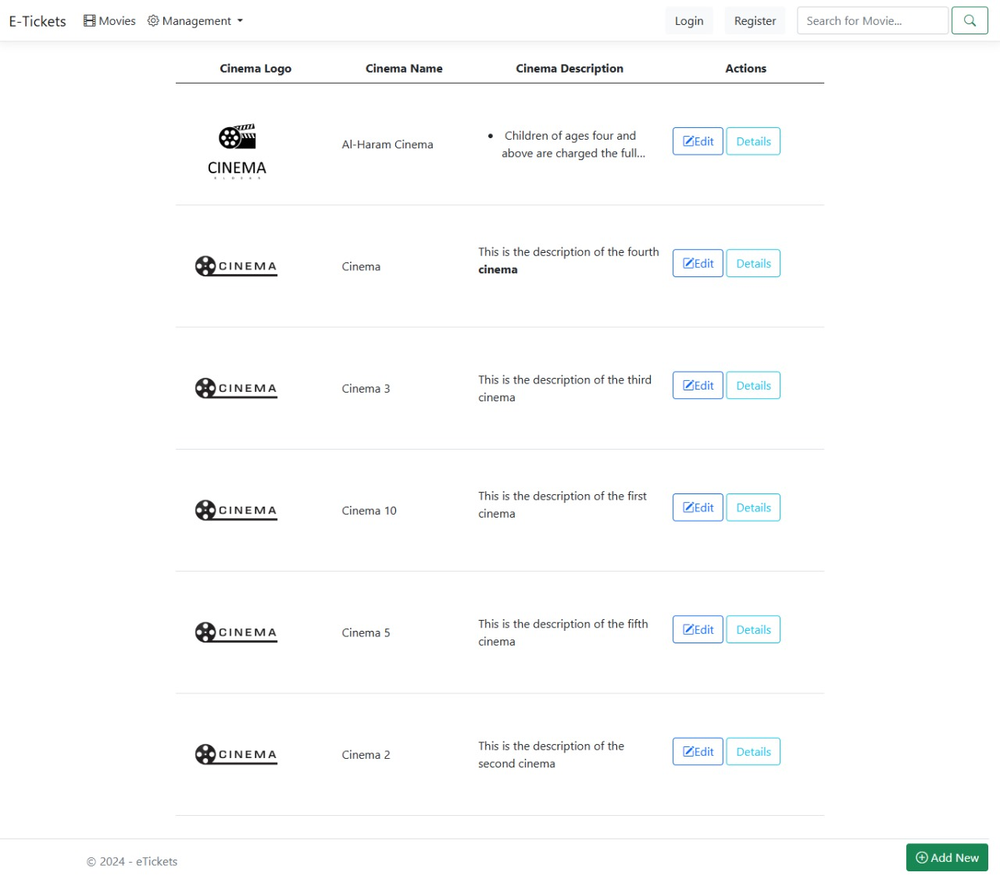 E-Tickets Movies Management Login Register Search for Movie...
Cinema Logo Cinema Name Cinema Description Actions
CINEMA
Al-Haram Cinema
• Children of ages four and
above are charged the full...
Edit Details
CINEMA
Cinema
This is the description of the fourth
cinema
Edit Details
CINEMA
Cinema 3
This is the description of the third
cinema
Edit Details
CINEMA
Cinema 10
This is the description of the first
cinema
Edit Details
CINEMA
Cinema 5
This is the description of the fifth
cinema
Edit Details
CINEMA
Cinema 2
This is the description of the
second cinema
Edit Details
© 2024 - eTickets
Add New